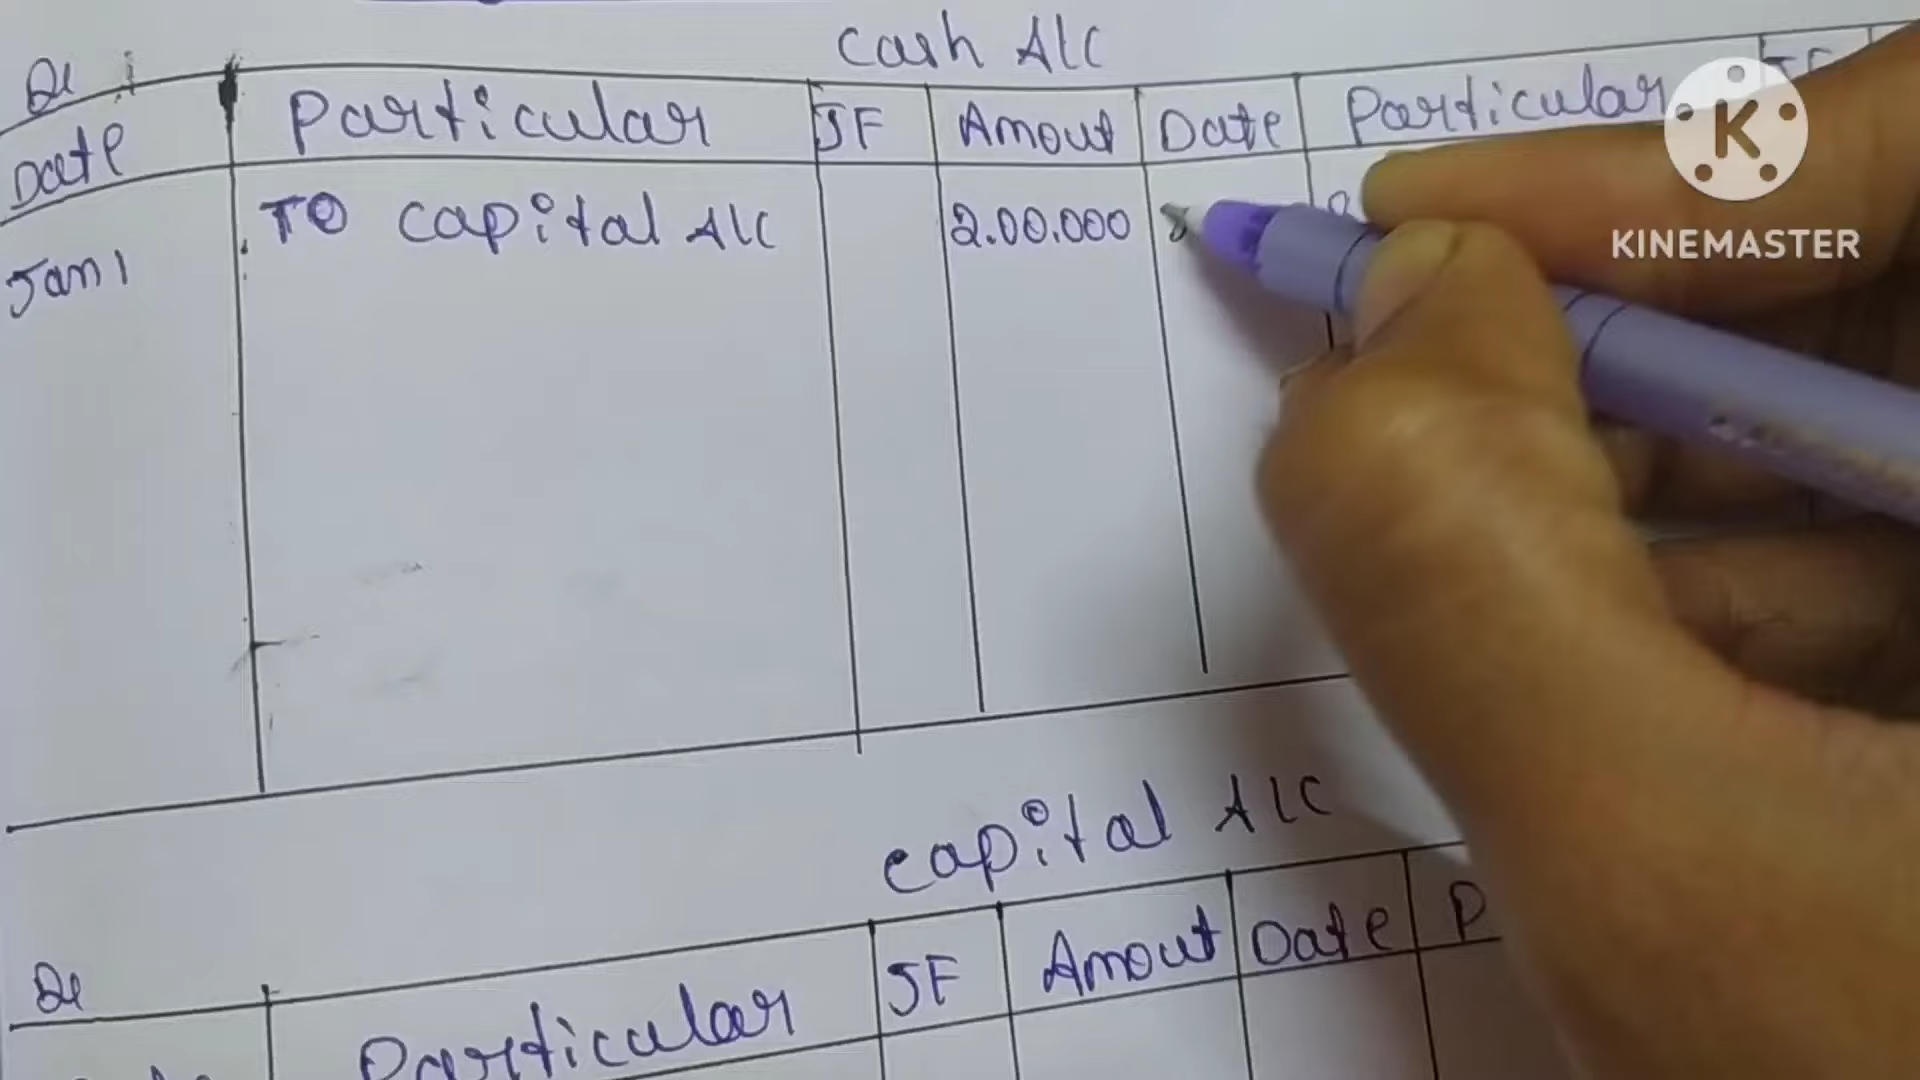 Cash A/C
Dr
Date Particular JF Amout Date Particular JF
Jan 1 To capital A/C 2.00.000
KINEMASTER
capital A/C
Dr
Particular JF Amout Date P